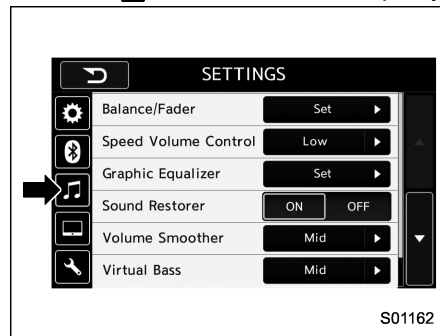 SETTINGS
Balance/Fader Set
Speed Volume Control Low
Graphic Equalizer Set
Sound Restorer ON OFF
Volume Smoother Mid
Virtual Bass Mid
S01162